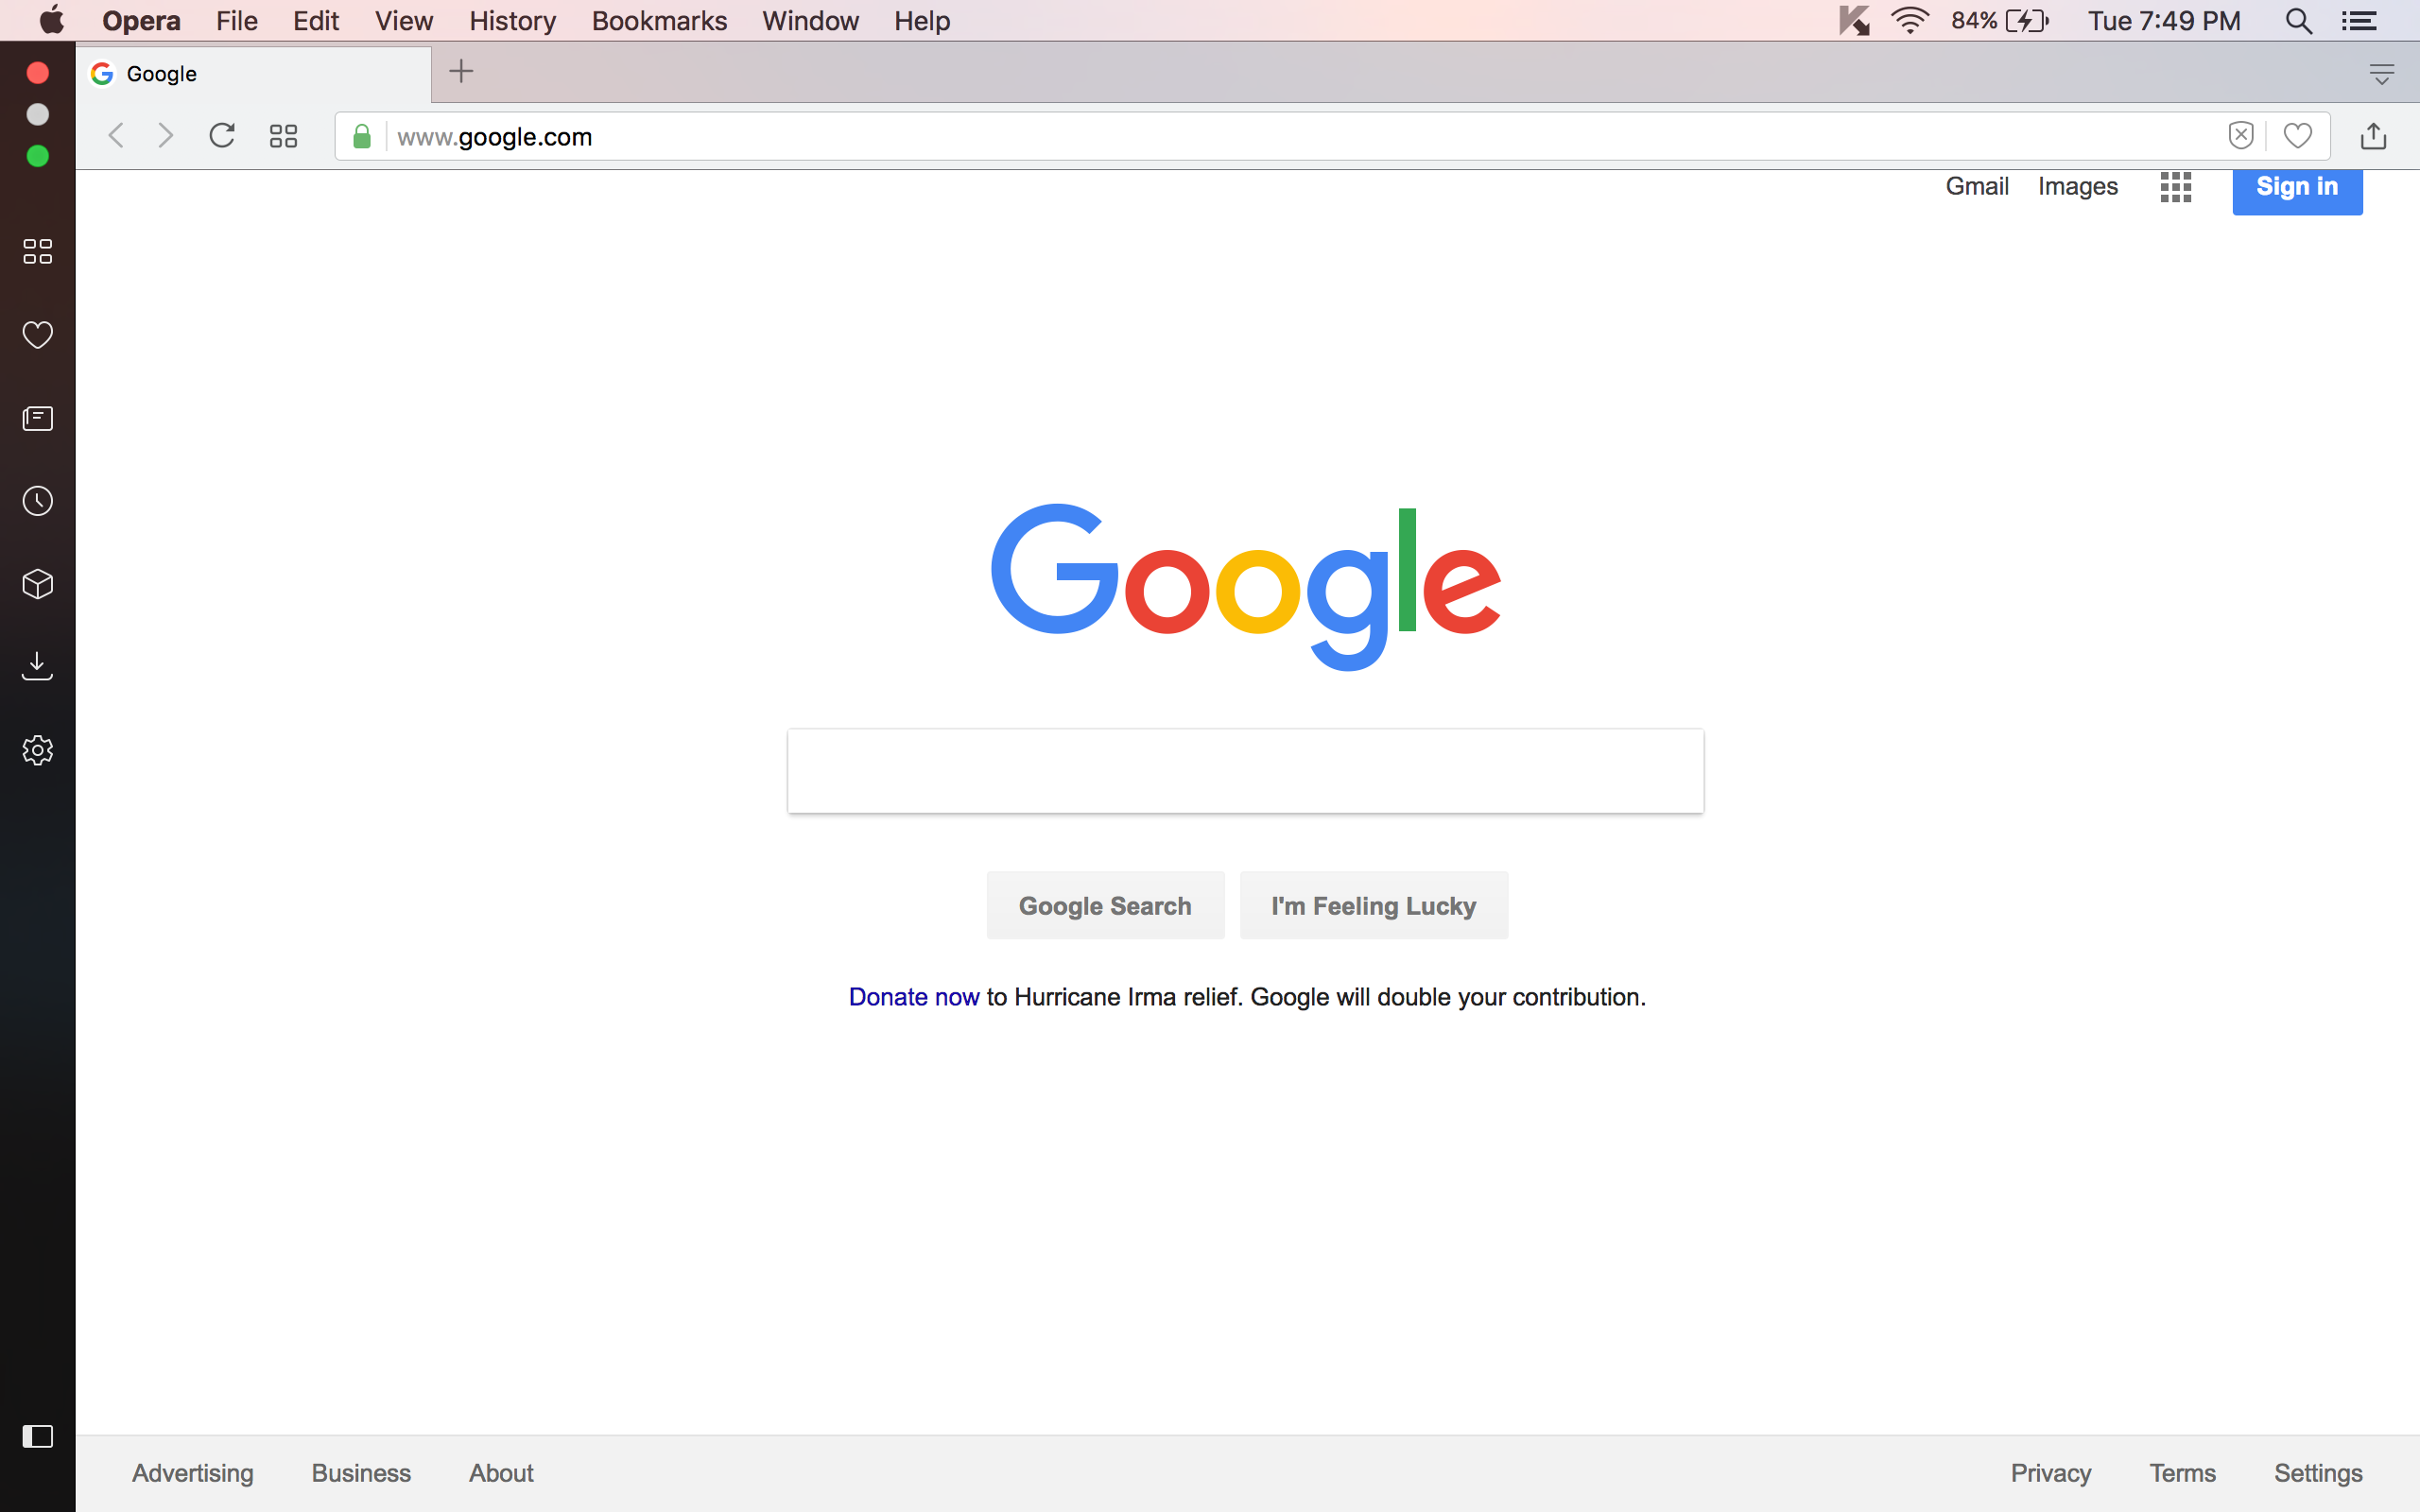 Opera File Edit View History Bookmarks Window Help 84% Tue 7:49 PM
Google
www.google.com
Gmail Images Sign in
Google
Google Search I'm Feeling Lucky
Donate now to Hurricane Irma relief. Google will double your contribution.
Advertising Business About Privacy Terms Settings